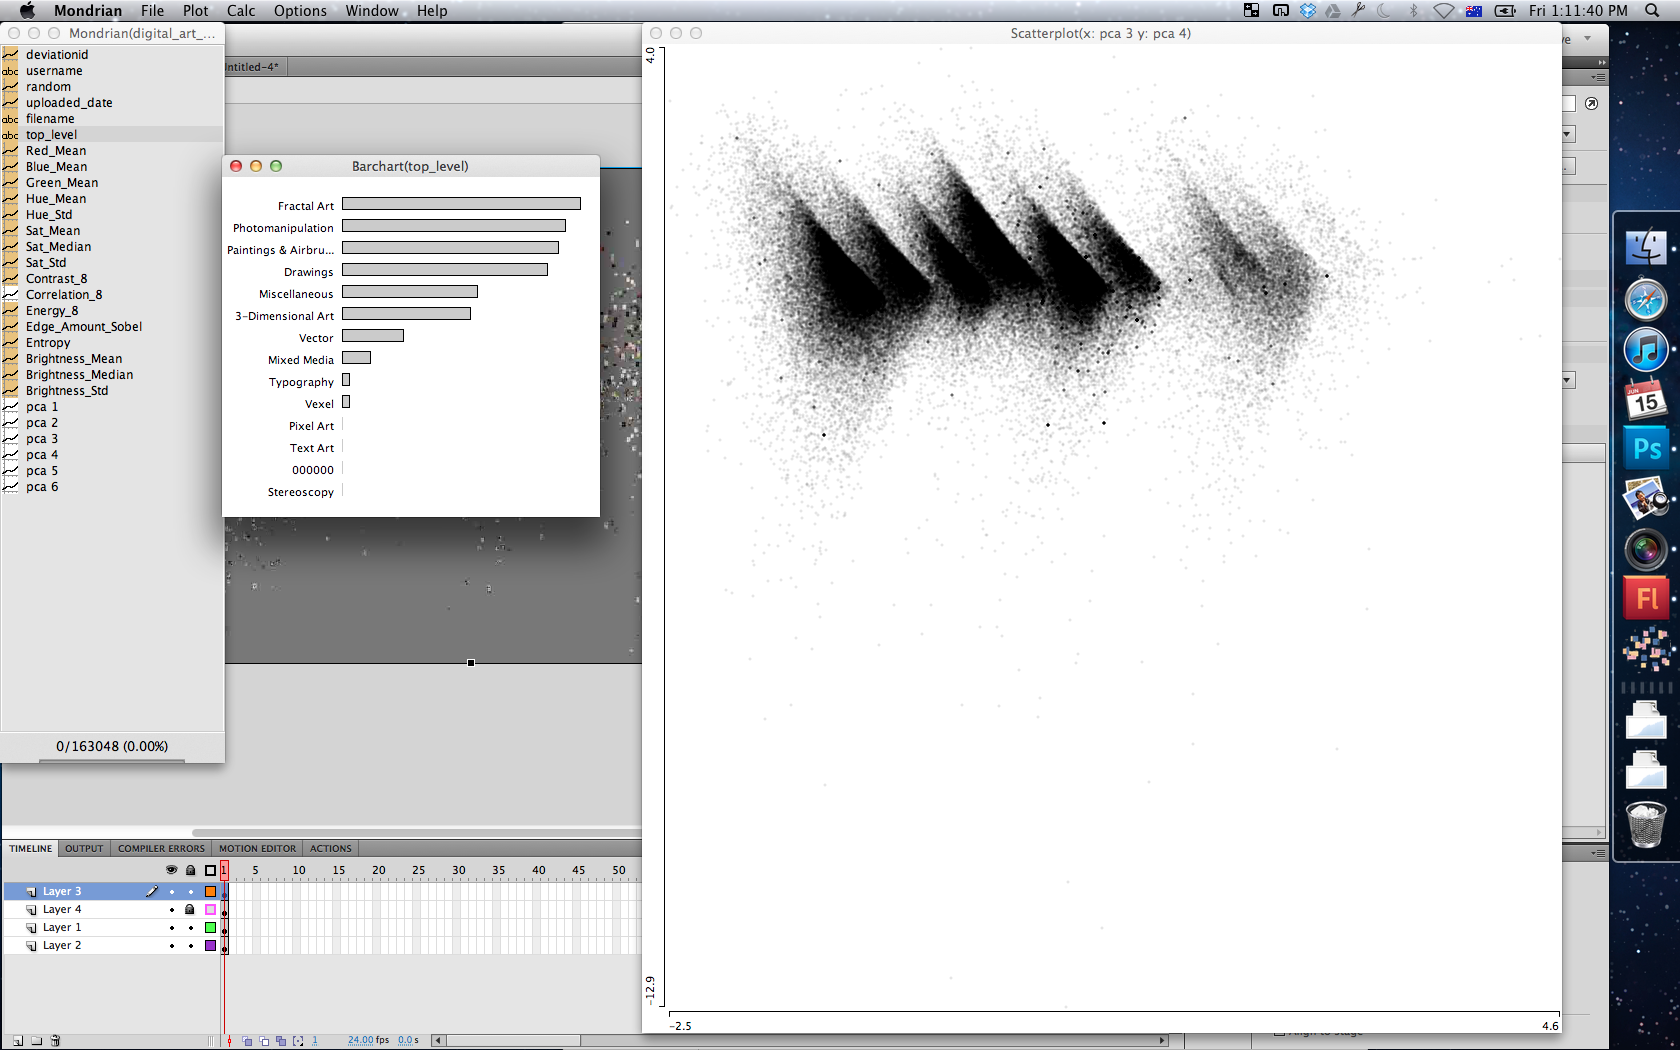 Mondrian File Plot Calc Options Window Help
Fri 1:11:40 PM
Mondrian(digital_art_...
deviationid
username
random
uploaded_date
filename
top_level
Red_Mean
Blue_Mean
Green_Mean
Hue_Mean
Hue_Std
Sat_Mean
Sat_Median
Sat_Std
Contrast_8
Correlation_8
Energy_8
Edge_Amount_Sobel
Entropy
Brightness_Mean
Brightness_Median
Brightness_Std
pca 1
pca 2
pca 3
pca 4
pca 5
pca 6
0/163048 (0.00%)
Untitled-4*
Barchart(top_level)
Fractal Art
Photomanipulation
Paintings & Airbru...
Drawings
Miscellaneous
3-Dimensional Art
Vector
Mixed Media
Typography
Vexel
Pixel Art
Text Art
000000
Stereoscopy
Scatterplot(x: pca 3 y: pca 4)
4.0
-12.9
-2.5 4.6
JUN
15
Ps
Fl
TIMELINE OUTPUT COMPILER ERRORS MOTION EDITOR ACTIONS
1 5 10 15 20 25 30 35 40 45 50
Layer 3
Layer 4
Layer 1
Layer 2
1 24.00 fps 0.0 s
Align to stage